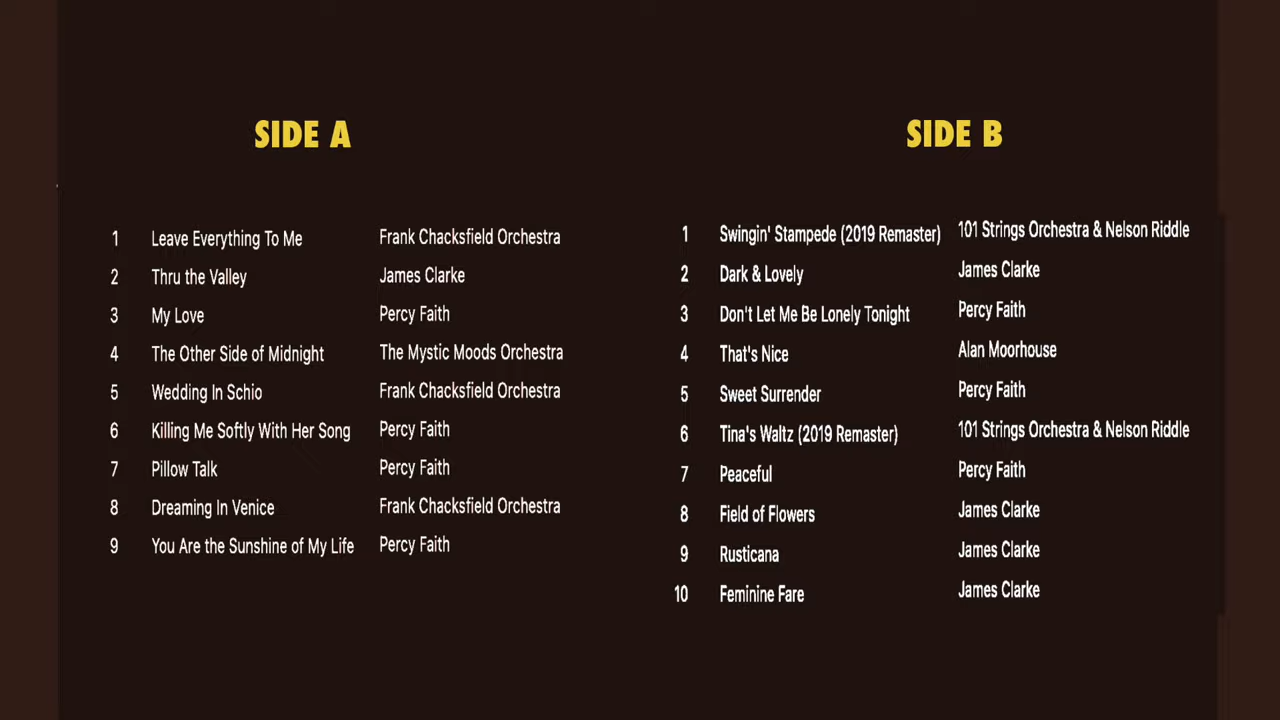 SIDE A
1 Leave Everything To Me Frank Chacksfield Orchestra
2 Thru the Valley James Clarke
3 My Love Percy Faith
4 The Other Side of Midnight The Mystic Moods Orchestra
5 Wedding In Schio Frank Chacksfield Orchestra
6 Killing Me Softly With Her Song Percy Faith
7 Pillow Talk Percy Faith
8 Dreaming In Venice Frank Chacksfield Orchestra
9 You Are the Sunshine of My Life Percy Faith
SIDE B
1 Swingin' Stampede (2019 Remaster) 101 Strings Orchestra & Nelson Riddle
2 Dark & Lovely James Clarke
3 Don't Let Me Be Lonely Tonight Percy Faith
4 That's Nice Alan Moorhouse
5 Sweet Surrender Percy Faith
6 Tina's Waltz (2019 Remaster) 101 Strings Orchestra & Nelson Riddle
7 Peaceful Percy Faith
8 Field of Flowers James Clarke
9 Rusticana James Clarke
10 Feminine Fare James Clarke